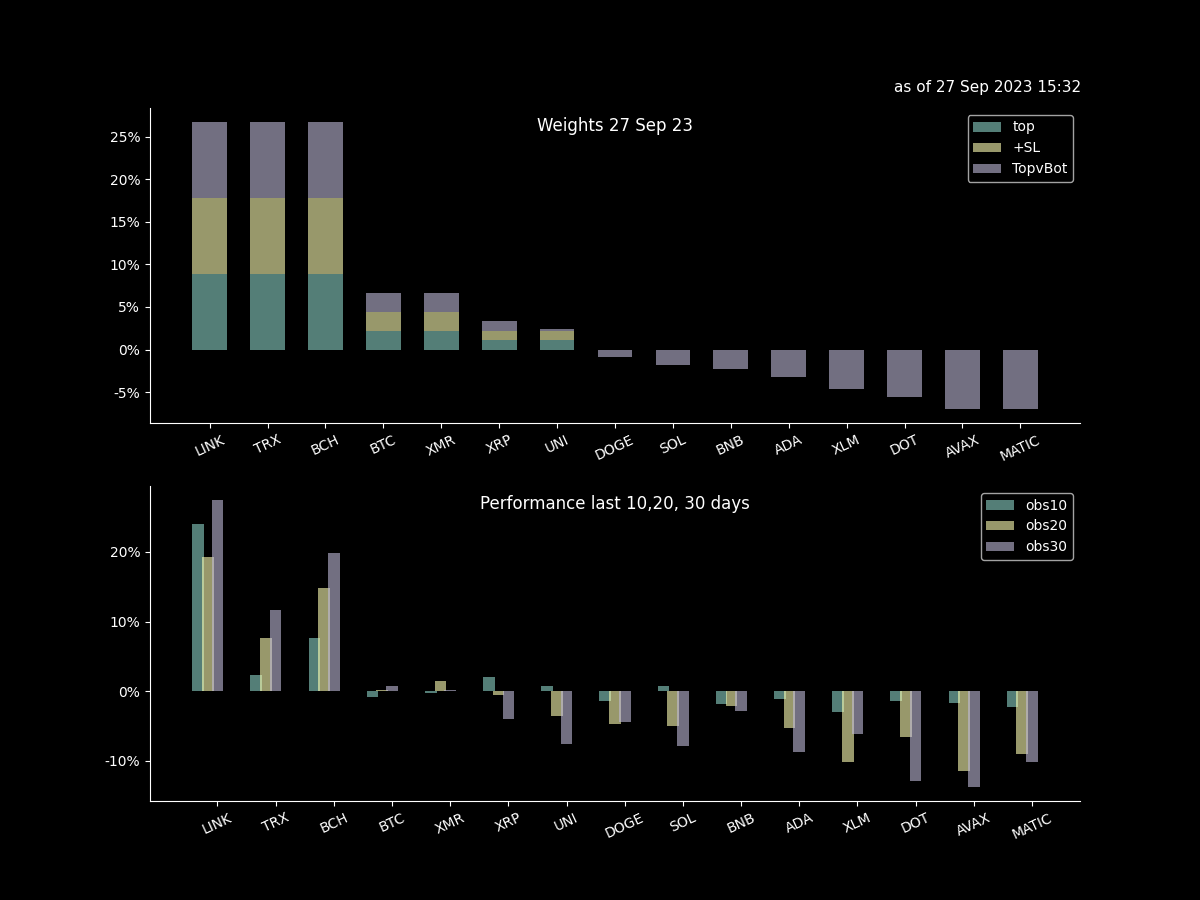 as of 27 Sep 2023 15:32
Weights 27 Sep 23
top
+SL
TopvBot
25%
20%
15%
10%
5%
0%
-5%
LINK TRX BCH BTC XMR XRP UNI DOGE SOL BNB ADA XLM DOT AVAX MATIC
Performance last 10,20, 30 days
obs10
obs20
obs30
20%
10%
0%
-10%
LINK TRX BCH BTC XMR XRP UNI DOGE SOL BNB ADA XLM DOT AVAX MATIC